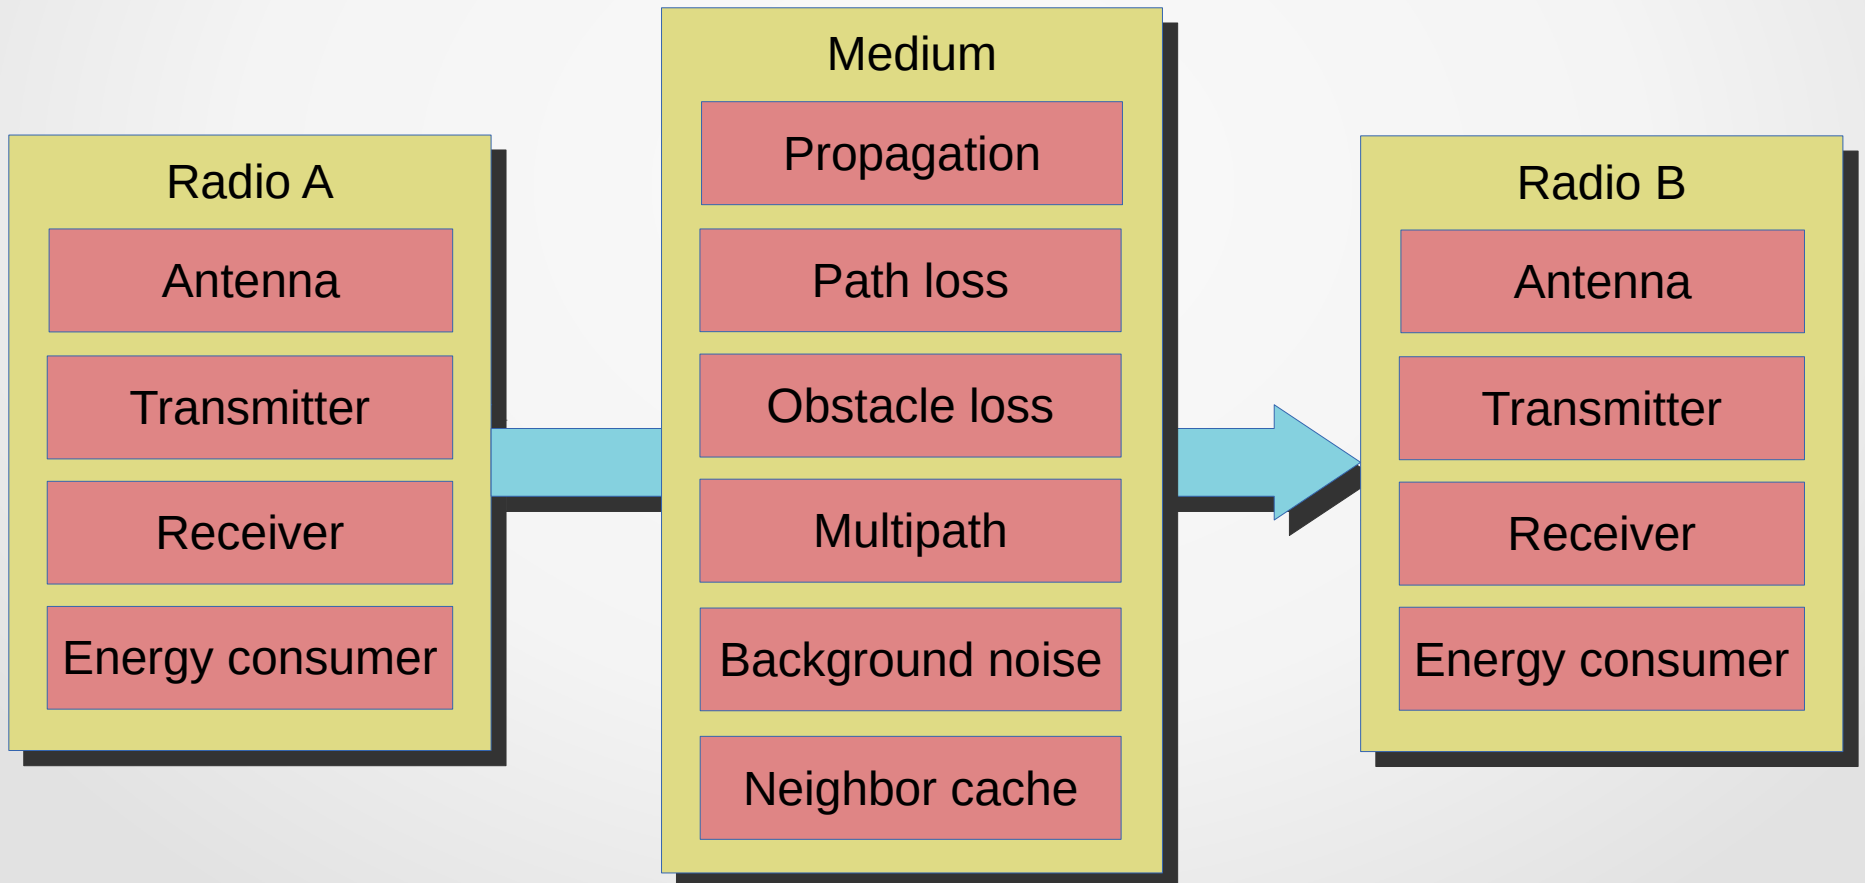 Radio A
Antenna
Transmitter
Receiver
Energy consumer
Medium
Propagation
Path loss
Obstacle loss
Multipath
Background noise
Neighbor cache
Radio B
Antenna
Transmitter
Receiver
Energy consumer